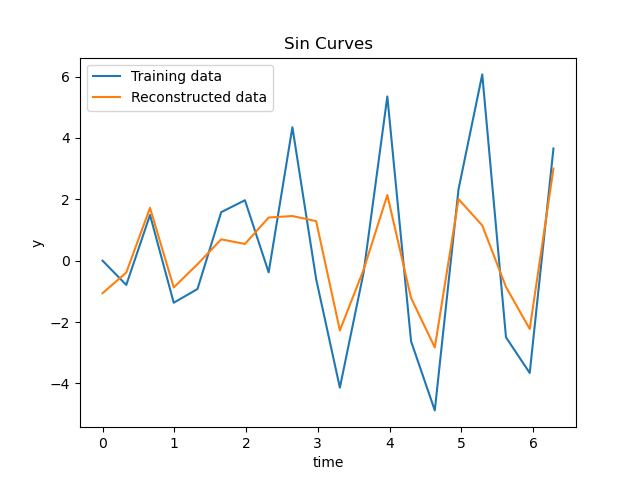 Sin Curves
Training data
Reconstructed data
6
4
2
0
−2
−4
y
0 1 2 3 4 5 6
time